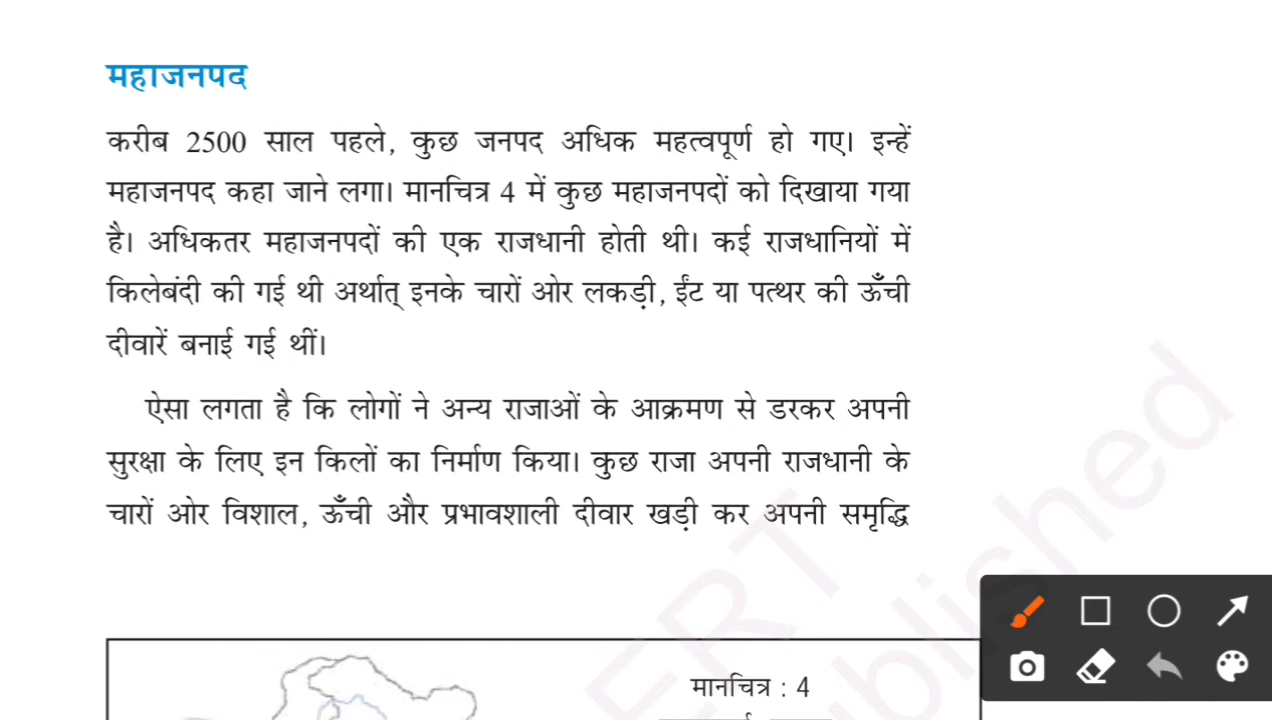 महाजनपद
करीब 2500 साल पहले, कुछ जनपद अधिक महत्वपूर्ण हो गए। इन्हें
महाजनपद कहा जाने लगा। मानचित्र 4 में कुछ महाजनपदों को दिखाया गया
है। अधिकतर महाजनपदों की एक राजधानी होती थी। कई राजधानियों में
किलेबंदी की गई थी अर्थात् इनके चारों ओर लकड़ी, ईंट या पत्थर की ऊँची
दीवारें बनाई गई थीं।
ऐसा लगता है कि लोगों ने अन्य राजाओं के आक्रमण से डरकर अपनी
सुरक्षा के लिए इन किलों का निर्माण किया। कुछ राजा अपनी राजधानी के
चारों ओर विशाल, ऊँची और प्रभावशाली दीवार खड़ी कर अपनी समृद्धि
मानचित्र : 4